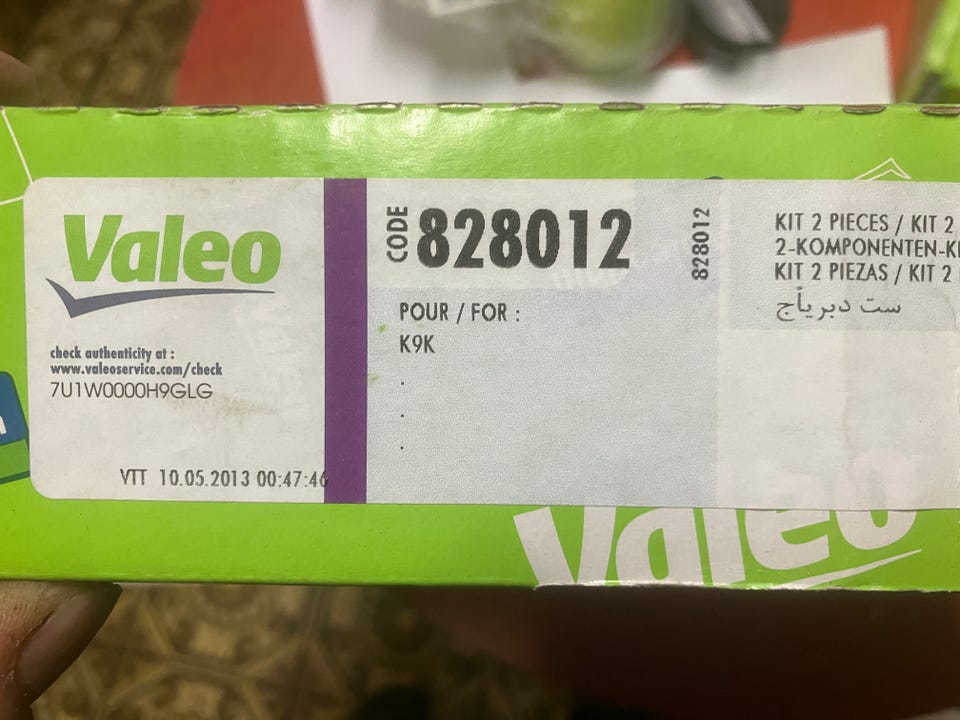 Valeo
check authenticity at :
www.valeoservice.com/check
7U1W0000H9GLG
VTT 10.05.2013 00:47:46
CODE 828012
POUR / FOR :
K9K
.
.
.
828012
KIT 2 PIECES / KIT 2
2-KOMPONENTEN-KI
KIT 2 PIEZAS / KIT 2
ست دبرياج
Valeo